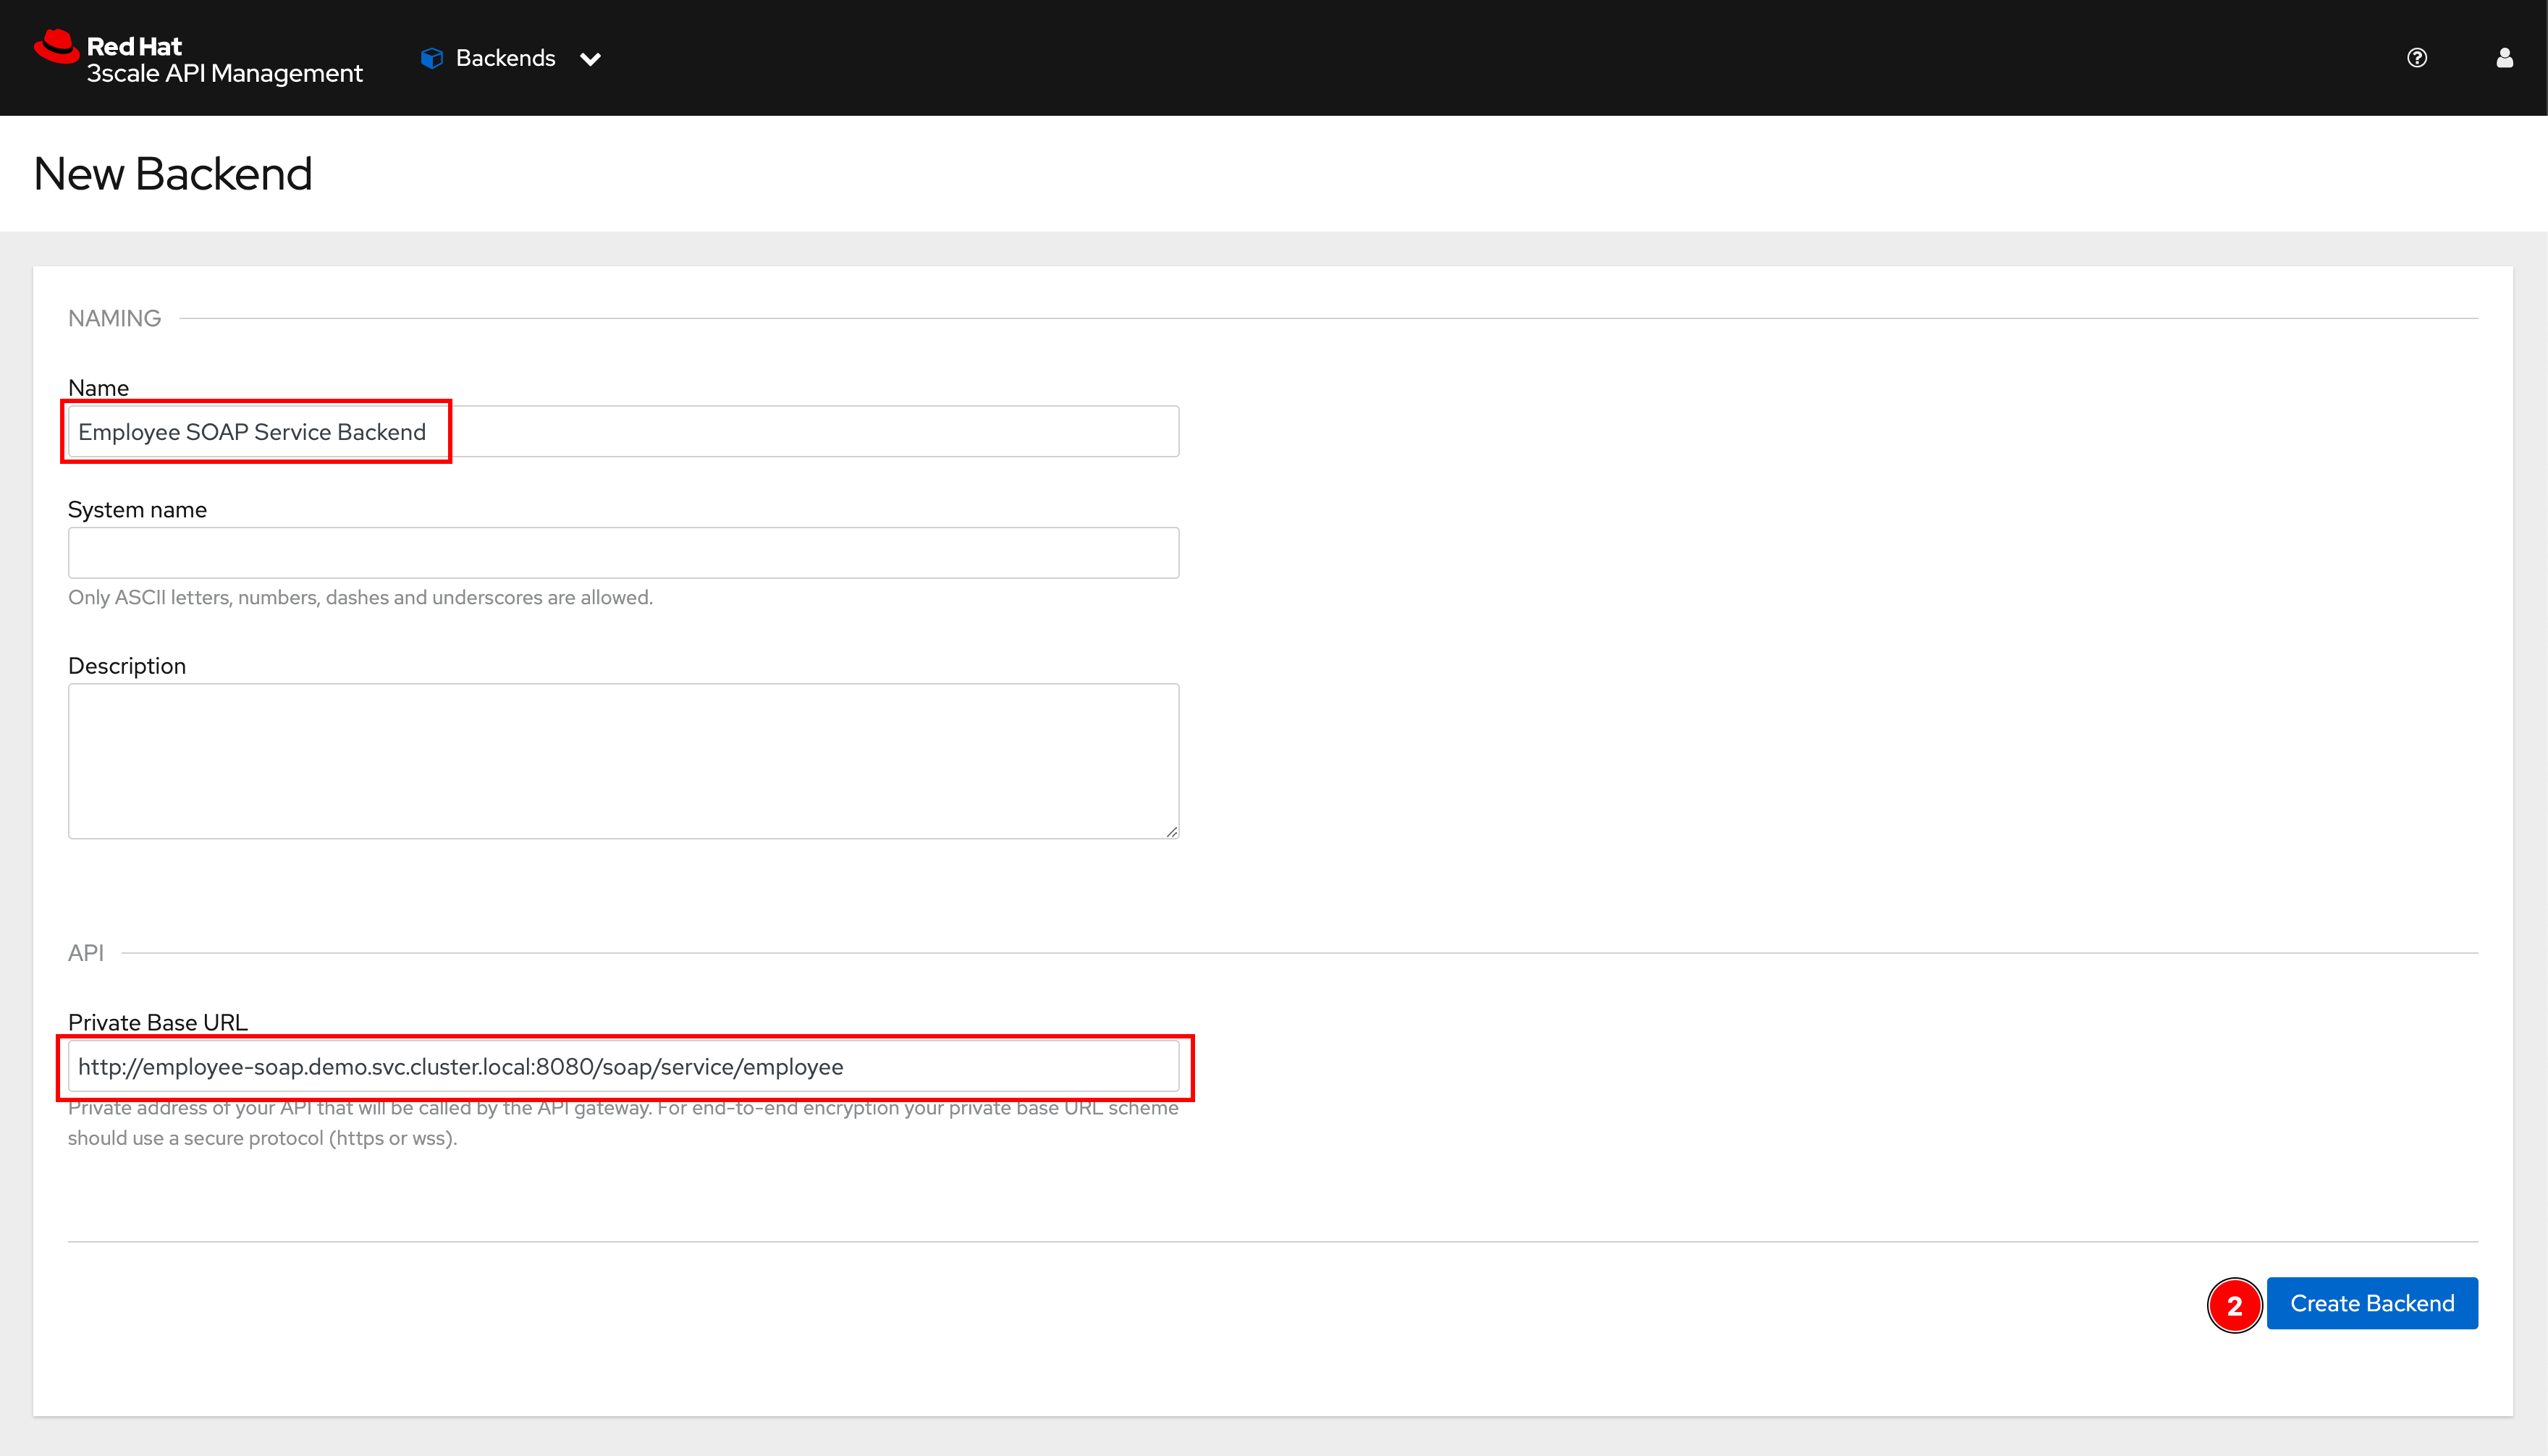 Red Hat
3scale API Management
Backends
New Backend
NAMING
Name
Employee SOAP Service Backend
System name
Only ASCII letters, numbers, dashes and underscores are allowed.
Description
API
Private Base URL
http://employee-soap.demo.svc.cluster.local:8080/soap/service/employee
Private address of your API that will be called by the API gateway. For end-to-end encryption your private base URL scheme
should use a secure protocol (https or wss).
2
Create Backend